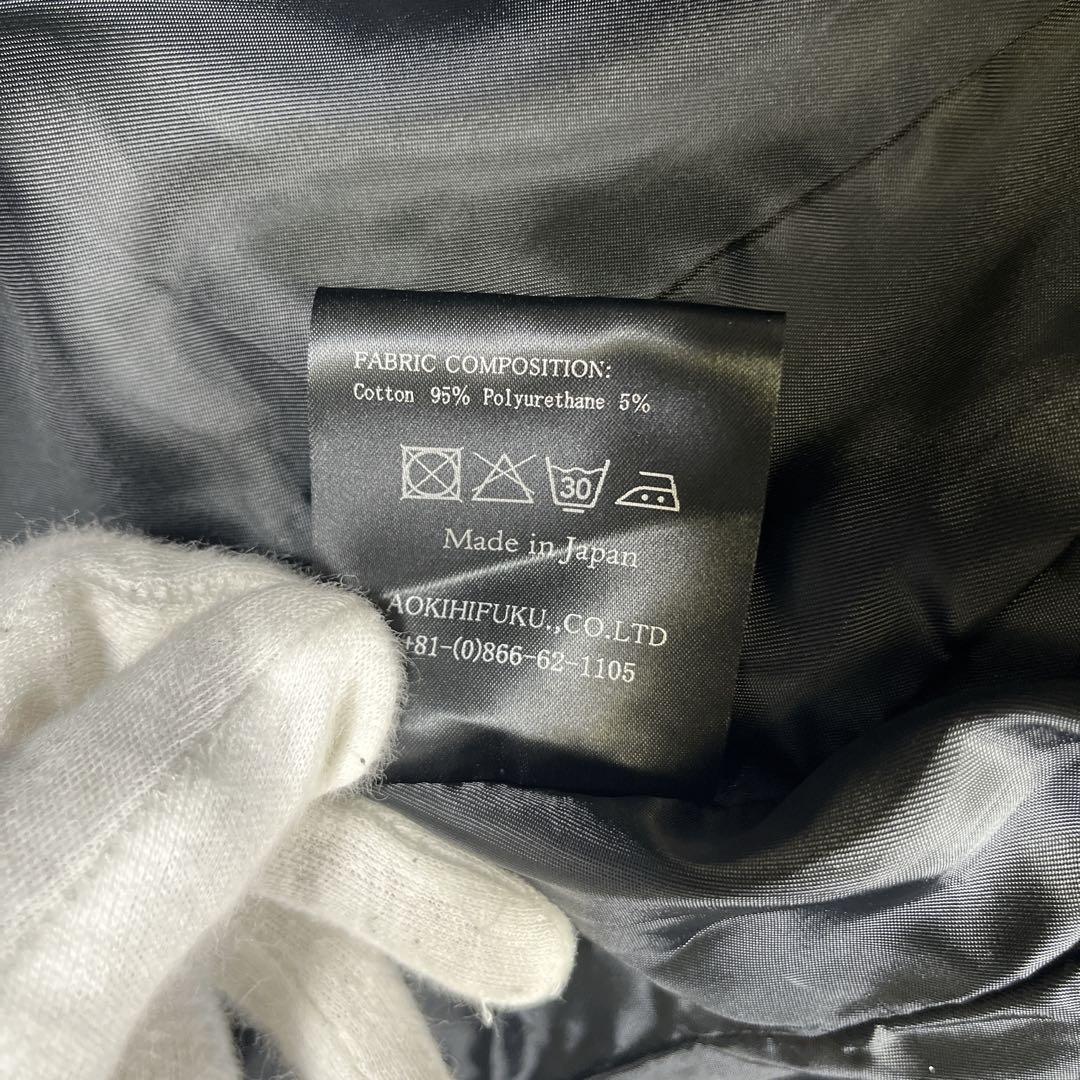 FABRIC COMPOSITION:
Cotton 95% Polyurethane 5%
30
Made in Japan
AOKIHIFUKU.,CO.LTD
+81-(0)866-62-1105